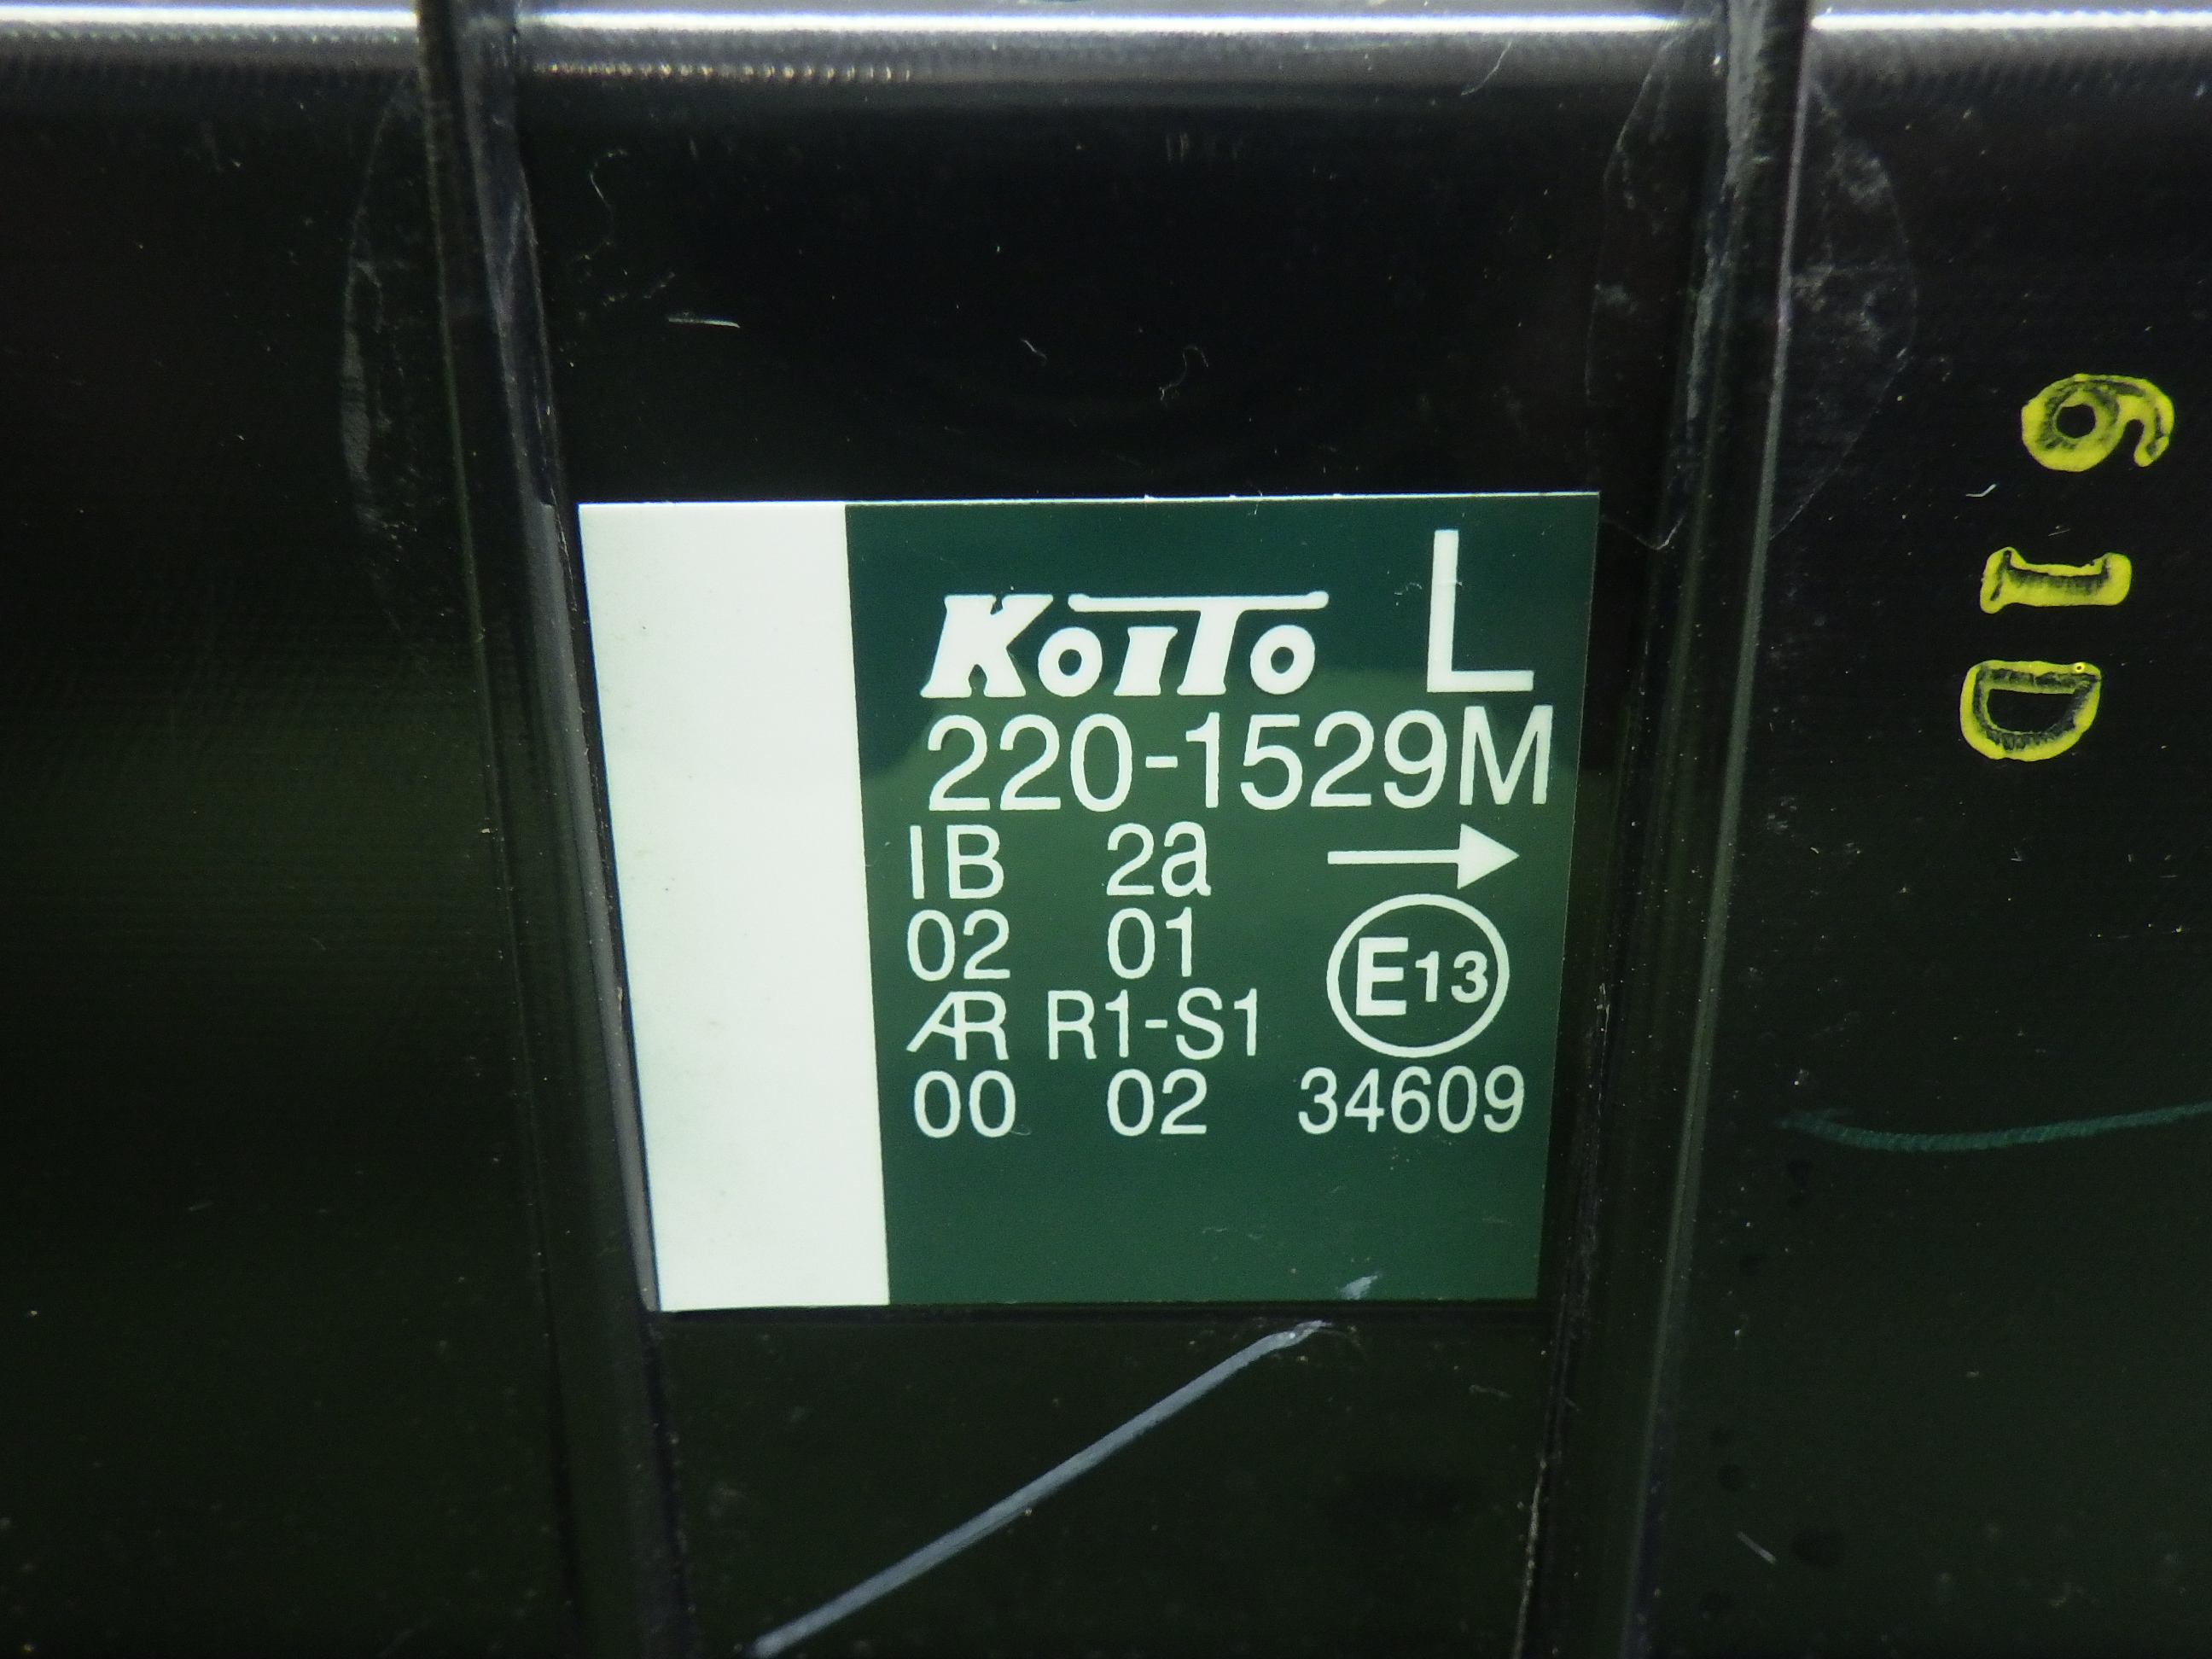 KOITO L
220-1529M
IB 2a →
02 01 E13
AR R1-S1
00 02 34609
61D